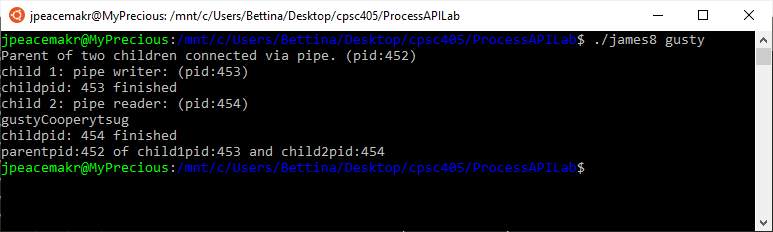 jpeacemakr@MyPrecious: /mnt/c/Users/Bettina/Desktop/cpsc405/ProcessAPILab
jpeacemakr@MyPrecious:/mnt/c/Users/Bettina/Desktop/cpsc405/ProcessAPILab$ ./james8 gusty
Parent of two children connected via pipe. (pid:452)
child 1: pipe writer: (pid:453)
childpid: 453 finished
child 2: pipe reader: (pid:454)
gustyCooperytsug
childpid: 454 finished
parentpid:452 of child1pid:453 and child2pid:454
jpeacemakr@MyPrecious:/mnt/c/Users/Bettina/Desktop/cpsc405/ProcessAPILab$